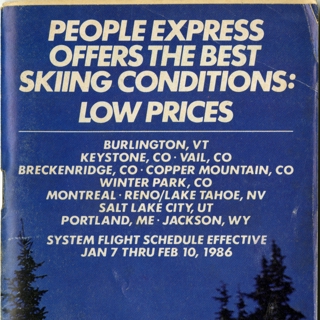 PEOPLE EXPRESS
OFFERS THE BEST
SKIING CONDITIONS:
LOW PRICES
BURLINGTON, VT
KEYSTONE, CO · VAIL, CO
BRECKENRIDGE, CO · COPPER MOUNTAIN, CO
WINTER PARK, CO
MONTREAL · RENO/LAKE TAHOE, NV
SALT LAKE CITY, UT
PORTLAND, ME · JACKSON, WY
SYSTEM FLIGHT SCHEDULE EFFECTIVE
JAN 7 THRU FEB 10, 1986